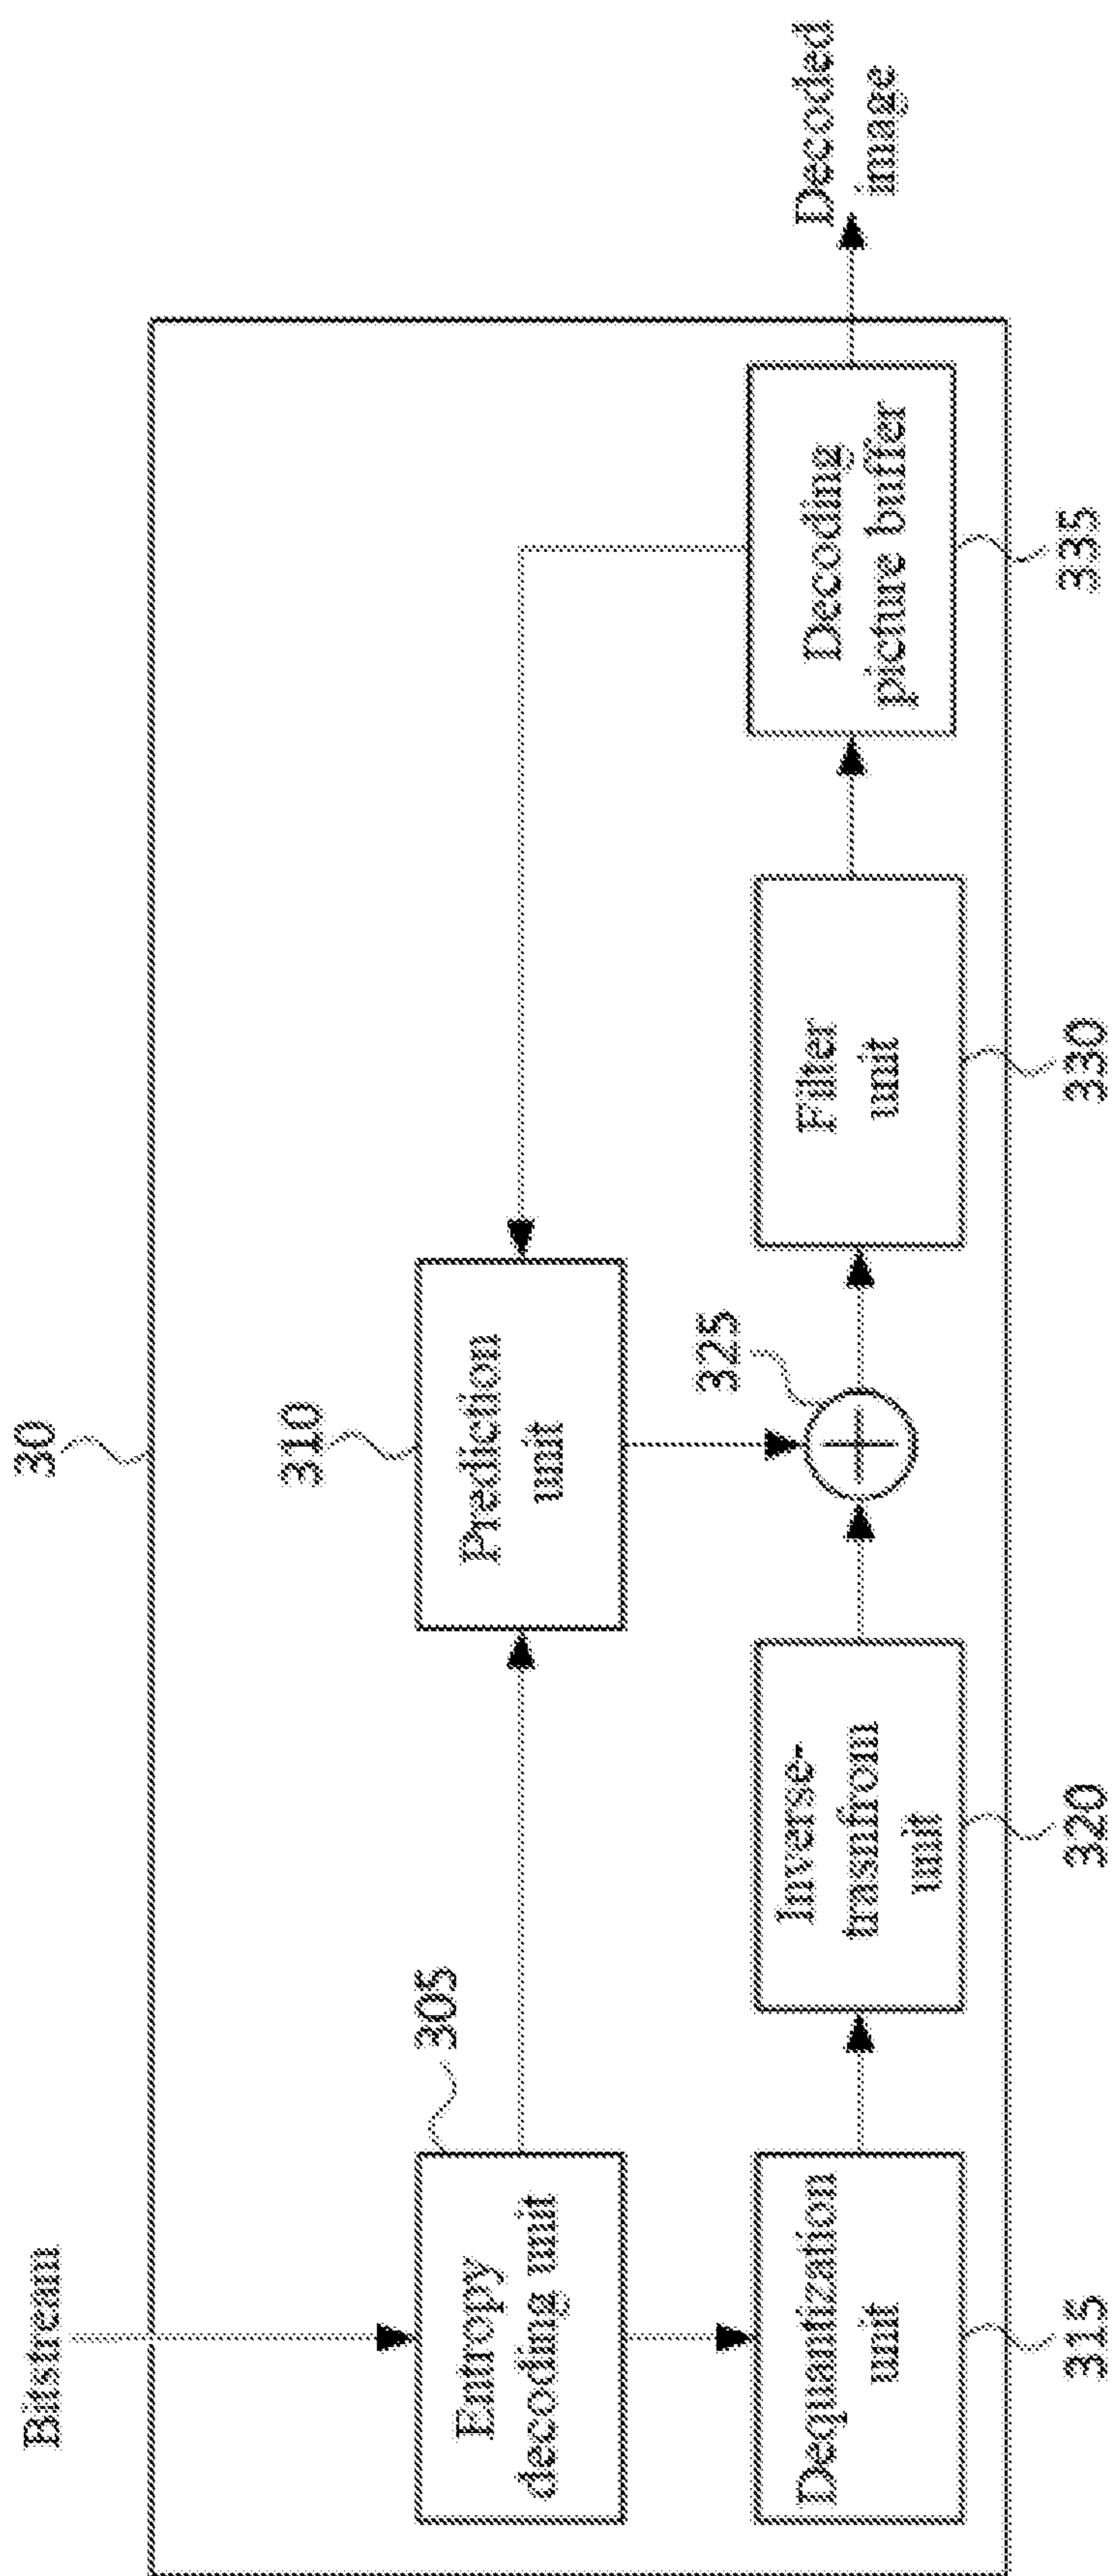 Bitstream
30
310
305
Entropy
decoding unit
Prediction
unit
325
Dequantization
unit
Inverse-
trasnfrom
unit
Filter
unit
Decoding
picture buffer
Decoded
image
315
320
330
335